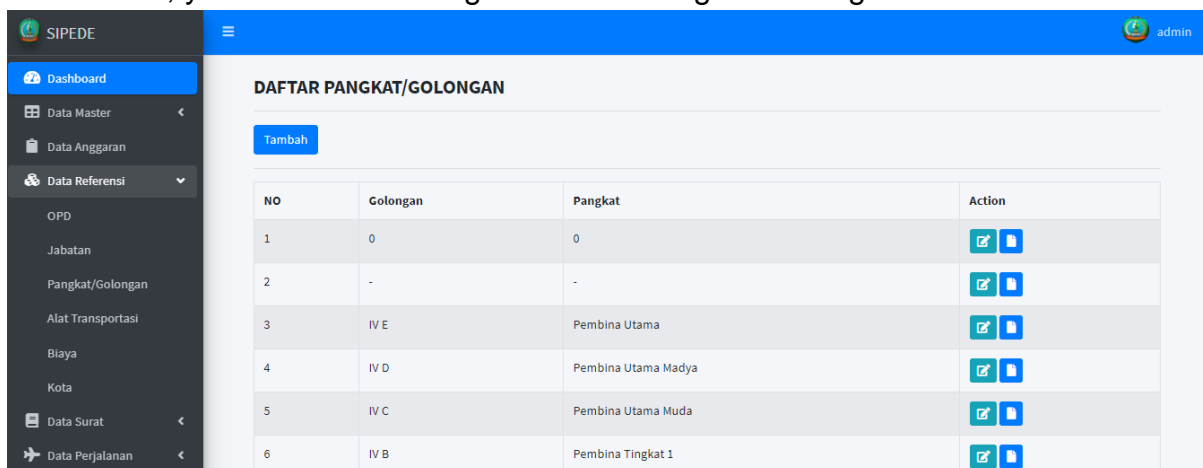 SIPEDE
admin
Dashboard
Data Master
Data Anggaran
Data Referensi
OPD
Jabatan
Pangkat/Golongan
Alat Transportasi
Biaya
Kota
Data Surat
Data Perjalanan
DAFTAR PANGKAT/GOLONGAN
Tambah
NO Golongan Pangkat Action
1 0 0
2 - -
3 IV E Pembina Utama
4 IV D Pembina Utama Madya
5 IV C Pembina Utama Muda
6 IV B Pembina Tingkat 1